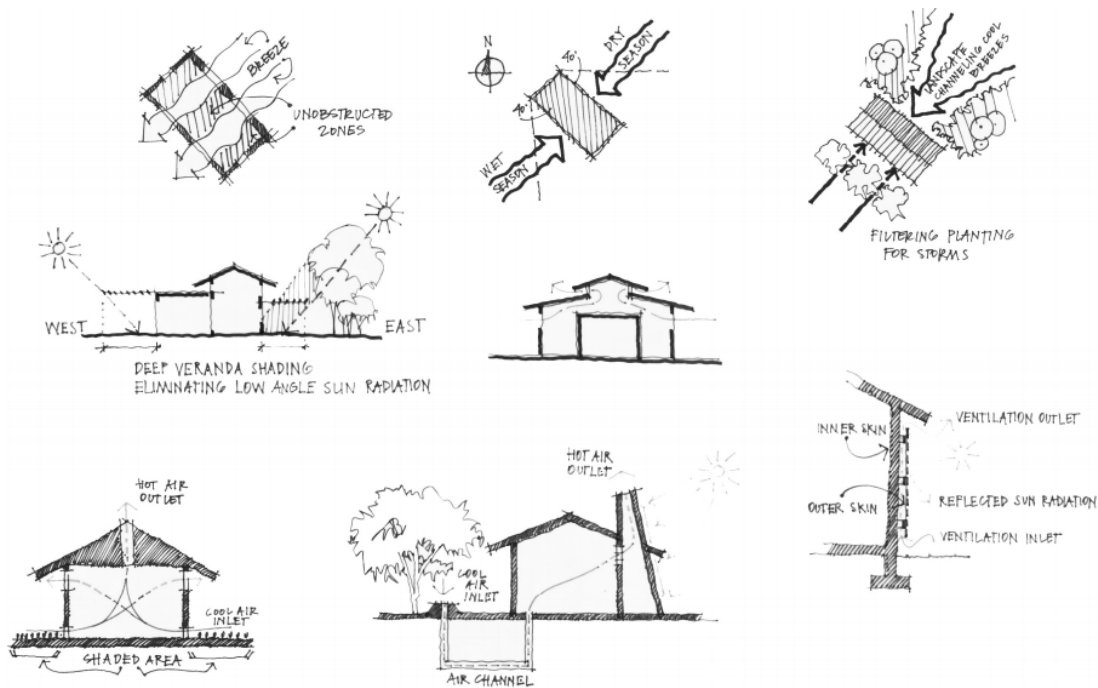 BREEZE
UNOBSTRUCTED
ZONES
N
40°
40°
DRY
SEASON
WET
SEASON
LANDSCAPE
CHANNELING COOL
BREEZES
FILTERING PLANTING
FOR STORMS
WEST
EAST
DEEP VERANDA SHADING
ELIMINATING LOW ANGLE SUN RADIATION
HOT AIR
OUTLET
COOL AIR
INLET
SHADED AREA
HOT AIR
OUTLET
COOL
AIR
INLET
AIR CHANNEL
INNER SKIN
VENTILATION OUTLET
OUTER SKIN
REFLECTED SUN RADIATION
VENTILATION INLET